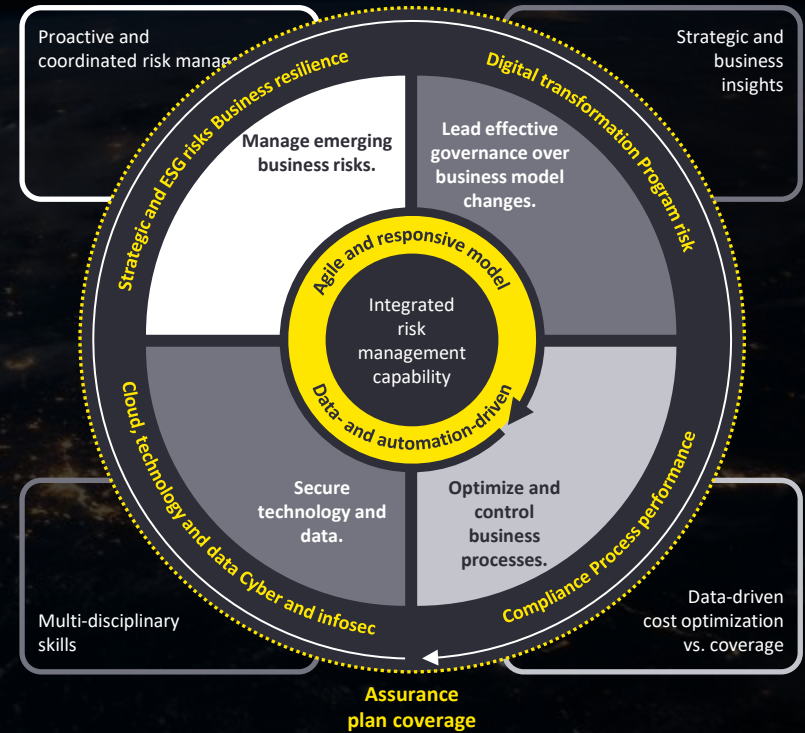 Proactive and
coordinated risk manag
Strategic and
business
insights
Strategic and ESG risks Business resilience
Digital transformation Program risk
Manage emerging
business risks.
Lead effective
governance over
business model
changes.
Agile and responsive model
Integrated
risk
management
capability
Data- and automation-driven
Secure
technology and
data.
Optimize and
control
business
processes.
Cloud, technology and data Cyber and infosec
Compliance Process performance
Multi-disciplinary
skills
Data-driven
cost optimization
vs. coverage
Assurance
plan coverage